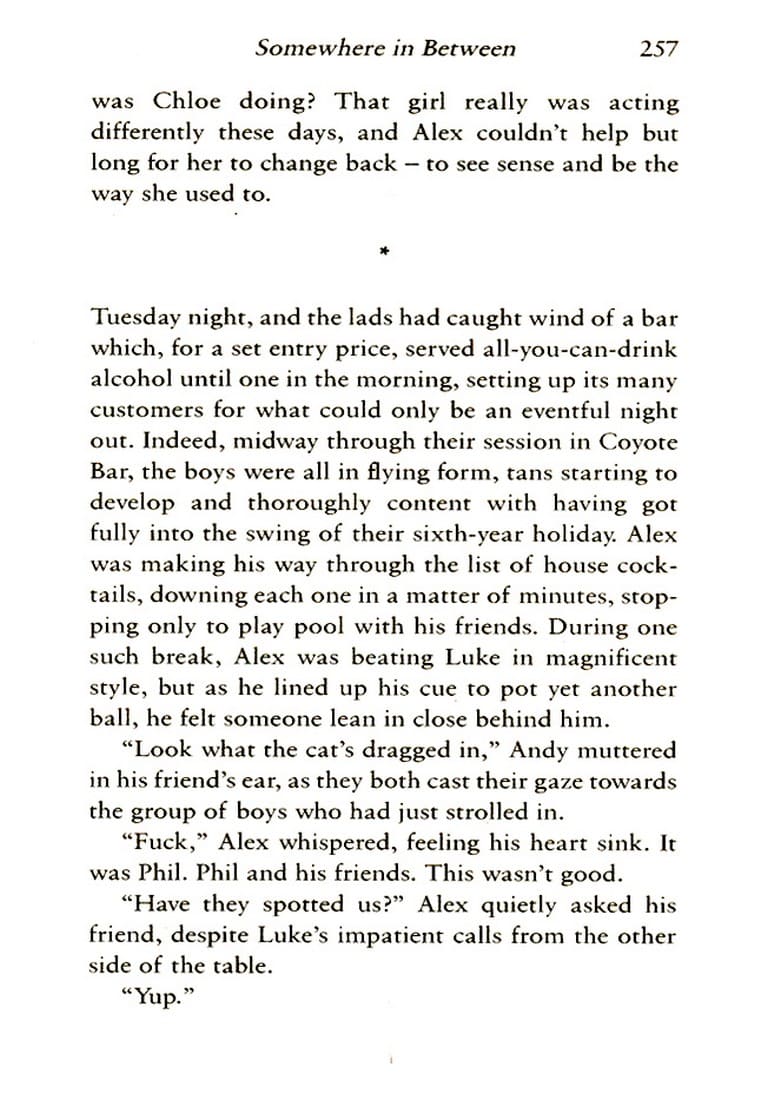 Somewhere in Between 257
was Chloe doing? That girl really was acting
differently these days, and Alex couldn't help but
long for her to change back – to see sense and be the
way she used to.
*
Tuesday night, and the lads had caught wind of a bar
which, for a set entry price, served all-you-can-drink
alcohol until one in the morning, setting up its many
customers for what could only be an eventful night
out. Indeed, midway through their session in Coyote
Bar, the boys were all in flying form, tans starting to
develop and thoroughly content with having got
fully into the swing of their sixth-year holiday. Alex
was making his way through the list of house cock-
tails, downing each one in a matter of minutes, stop-
ping only to play pool with his friends. During one
such break, Alex was beating Luke in magnificent
style, but as he lined up his cue to pot yet another
ball, he felt someone lean in close behind him.
“Look what the cat's dragged in,” Andy muttered
in his friend's ear, as they both cast their gaze towards
the group of boys who had just strolled in.
“Fuck,” Alex whispered, feeling his heart sink. It
was Phil. Phil and his friends. This wasn't good.
“Have they spotted us?” Alex quietly asked his
friend, despite Luke's impatient calls from the other
side of the table.
“Yup.”